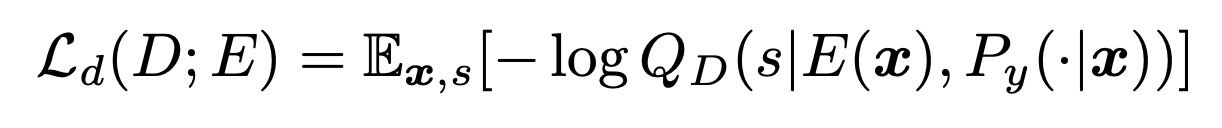 𝓛_d(D; E) = 𝔼_{𝒙,s}[− log Q_D(s|E(𝒙), P_y(·|𝒙))]